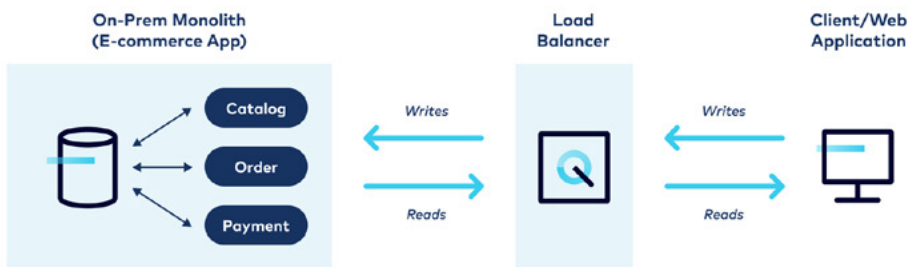 On-Prem Monolith
(E-commerce App)
Load
Balancer
Client/Web
Application
Catalog
Order
Payment
Writes
Reads
Writes
Reads